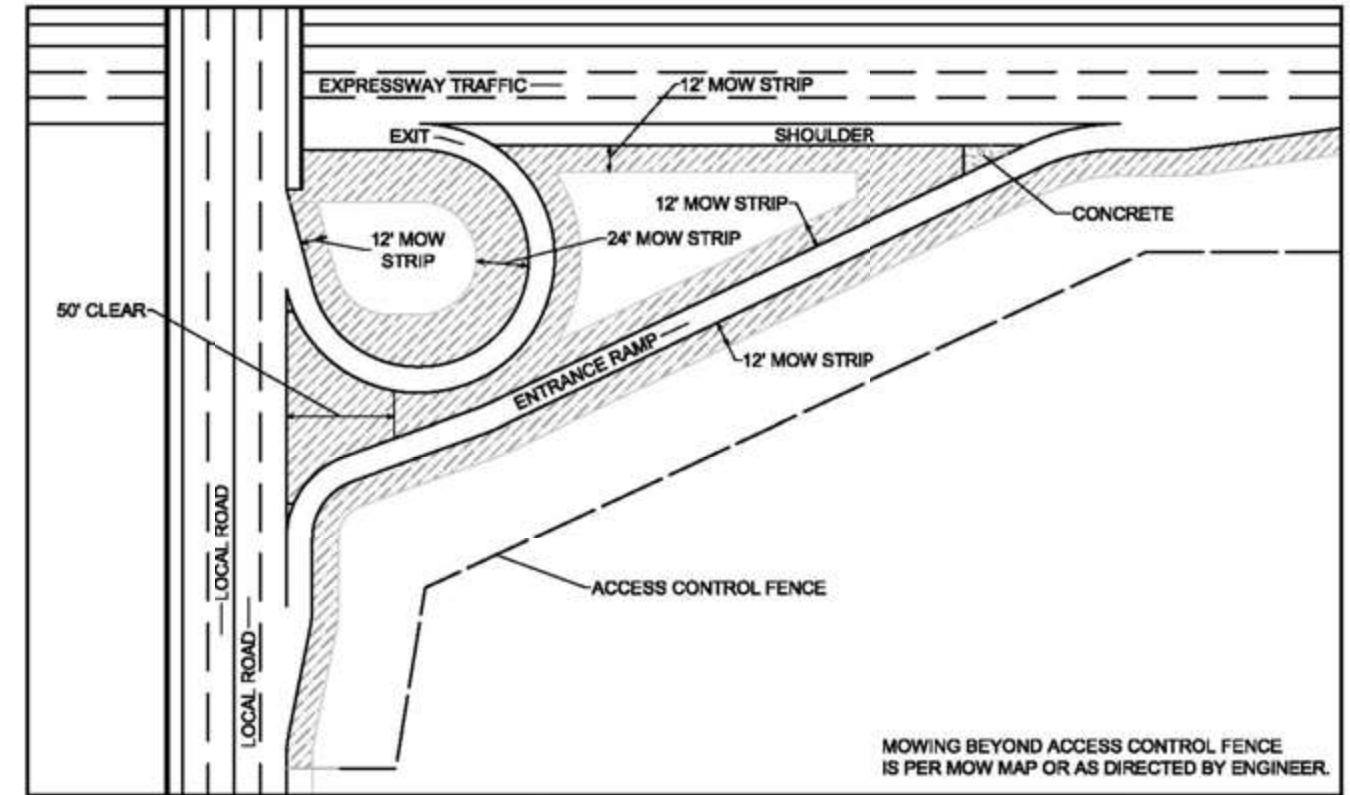 EXPRESSWAY TRAFFIC
12' MOW STRIP
EXIT
SHOULDER
12' MOW STRIP
CONCRETE
12' MOW
STRIP
24' MOW STRIP
50' CLEAR
ENTRANCE RAMP
12' MOW STRIP
LOCAL ROAD
LOCAL ROAD
ACCESS CONTROL FENCE
MOWING BEYOND ACCESS CONTROL FENCE
IS PER MOW MAP OR AS DIRECTED BY ENGINEER.